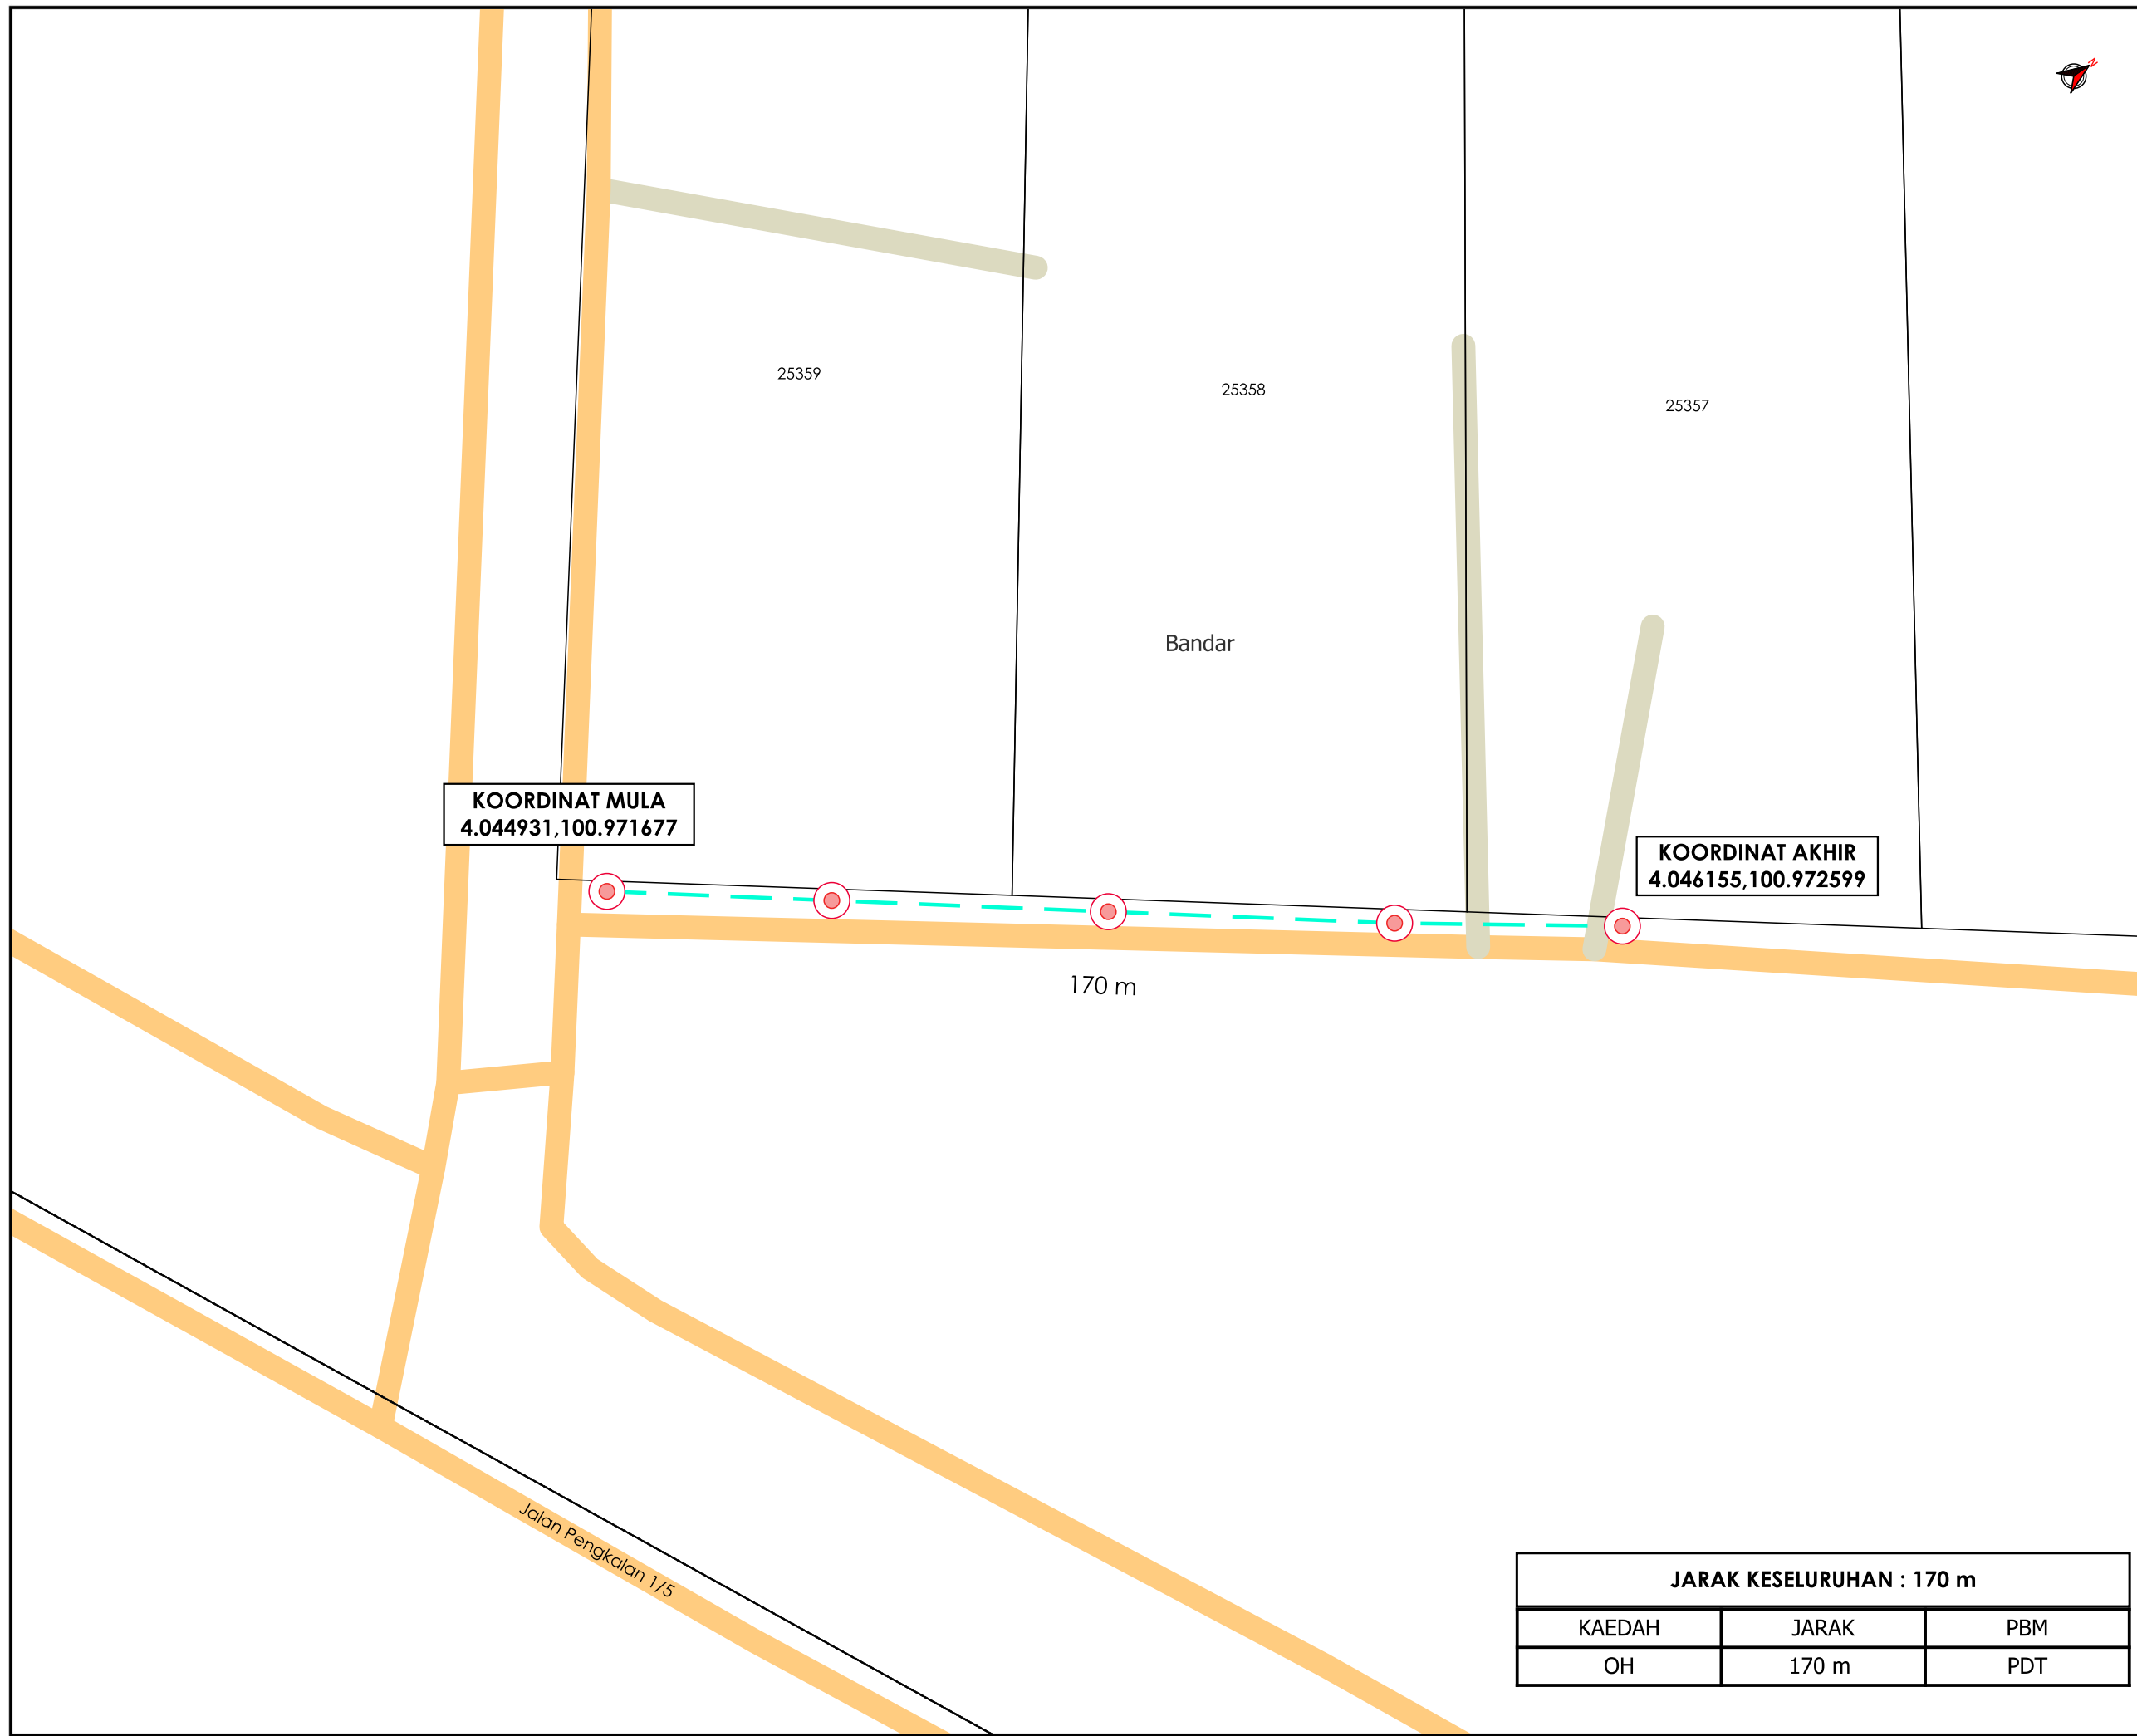 N
25359
25358
25357
Bandar
KOORDINAT MULA
4.044931,100.971677
KOORDINAT AKHIR
4.046155,100.972599
170 m
Jalan Pengkalan 1/5
JARAK KESELURUHAN : 170 m
KAEDAH JARAK PBM
OH 170 m PDT